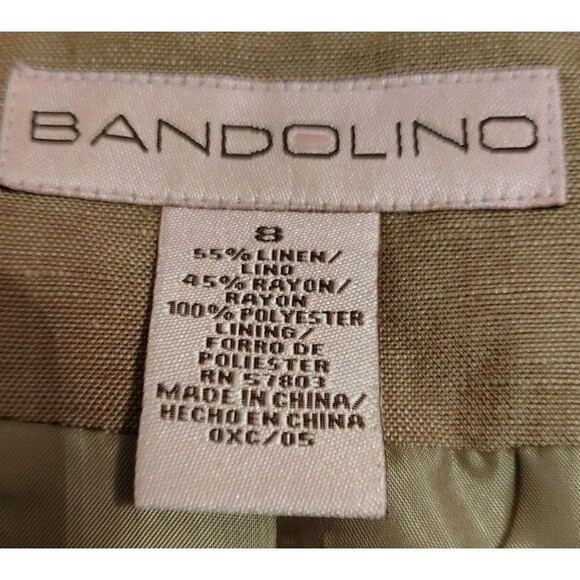 BANDOLINO
8
55% LINEN/
LINO
45% RAYON/
RAYON
100% POLYESTER
LINING/
FORRO DE
POLIESTER
RN 57803
MADE IN CHINA/
HECHO EN CHINA
OXC/05